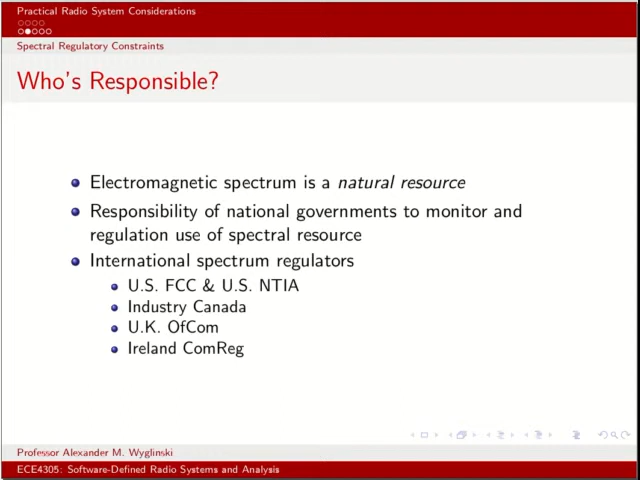 Practical Radio System Considerations
Spectral Regulatory Constraints
Who's Responsible?
Electromagnetic spectrum is a natural resource
Responsibility of national governments to monitor and
regulation use of spectral resource
International spectrum regulators
U.S. FCC & U.S. NTIA
Industry Canada
U.K. OfCom
Ireland ComReg
Professor Alexander M. Wyglinski
ECE4305: Software-Defined Radio Systems and Analysis